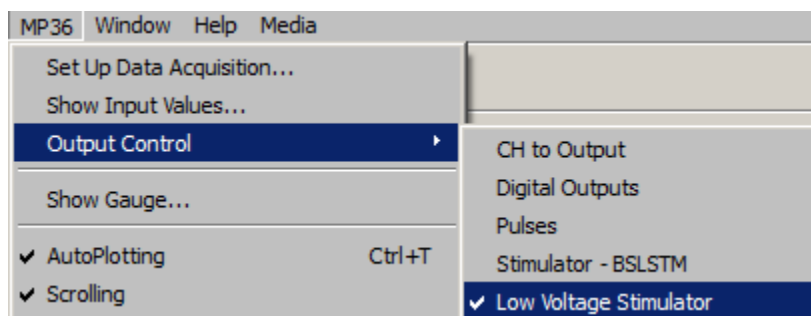 MP36 Window Help Media
Set Up Data Acquisition...
Show Input Values...
Output Control
CH to Output
Digital Outputs
Pulses
Stimulator - BSLSTM
Low Voltage Stimulator
Show Gauge...
AutoPlotting Ctrl+T
Scrolling